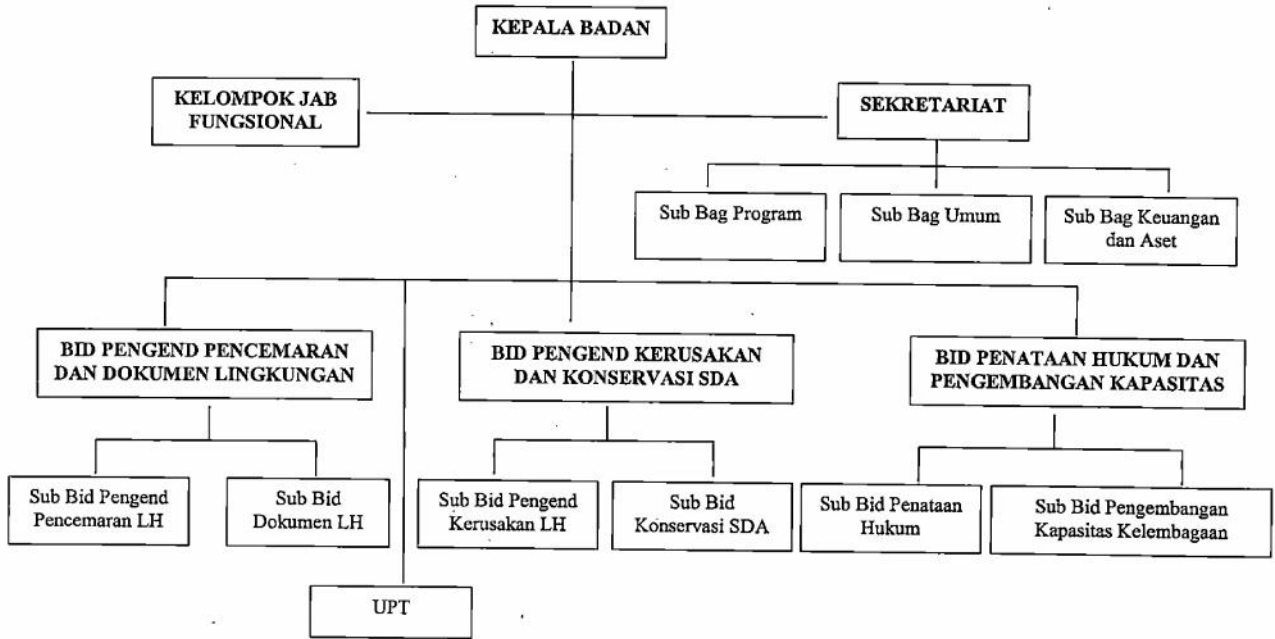 KEPALA BADAN
KELOMPOK JAB
FUNGSIONAL
SEKRETARIAT
Sub Bag Program
Sub Bag Umum
Sub Bag Keuangan
dan Aset
BID PENGEND PENCEMARAN
DAN DOKUMEN LINGKUNGAN
BID PENGEND KERUSAKAN
DAN KONSERVASI SDA
BID PENATAAN HUKUM DAN
PENGEMBANGAN KAPASITAS
Sub Bid Pengend
Pencemaran LH
Sub Bid
Dokumen LH
Sub Bid Pengend
Kerusakan LH
Sub Bid
Konservasi SDA
Sub Bid Penataan
Hukum
Sub Bid Pengembangan
Kapasitas Kelembagaan
UPT